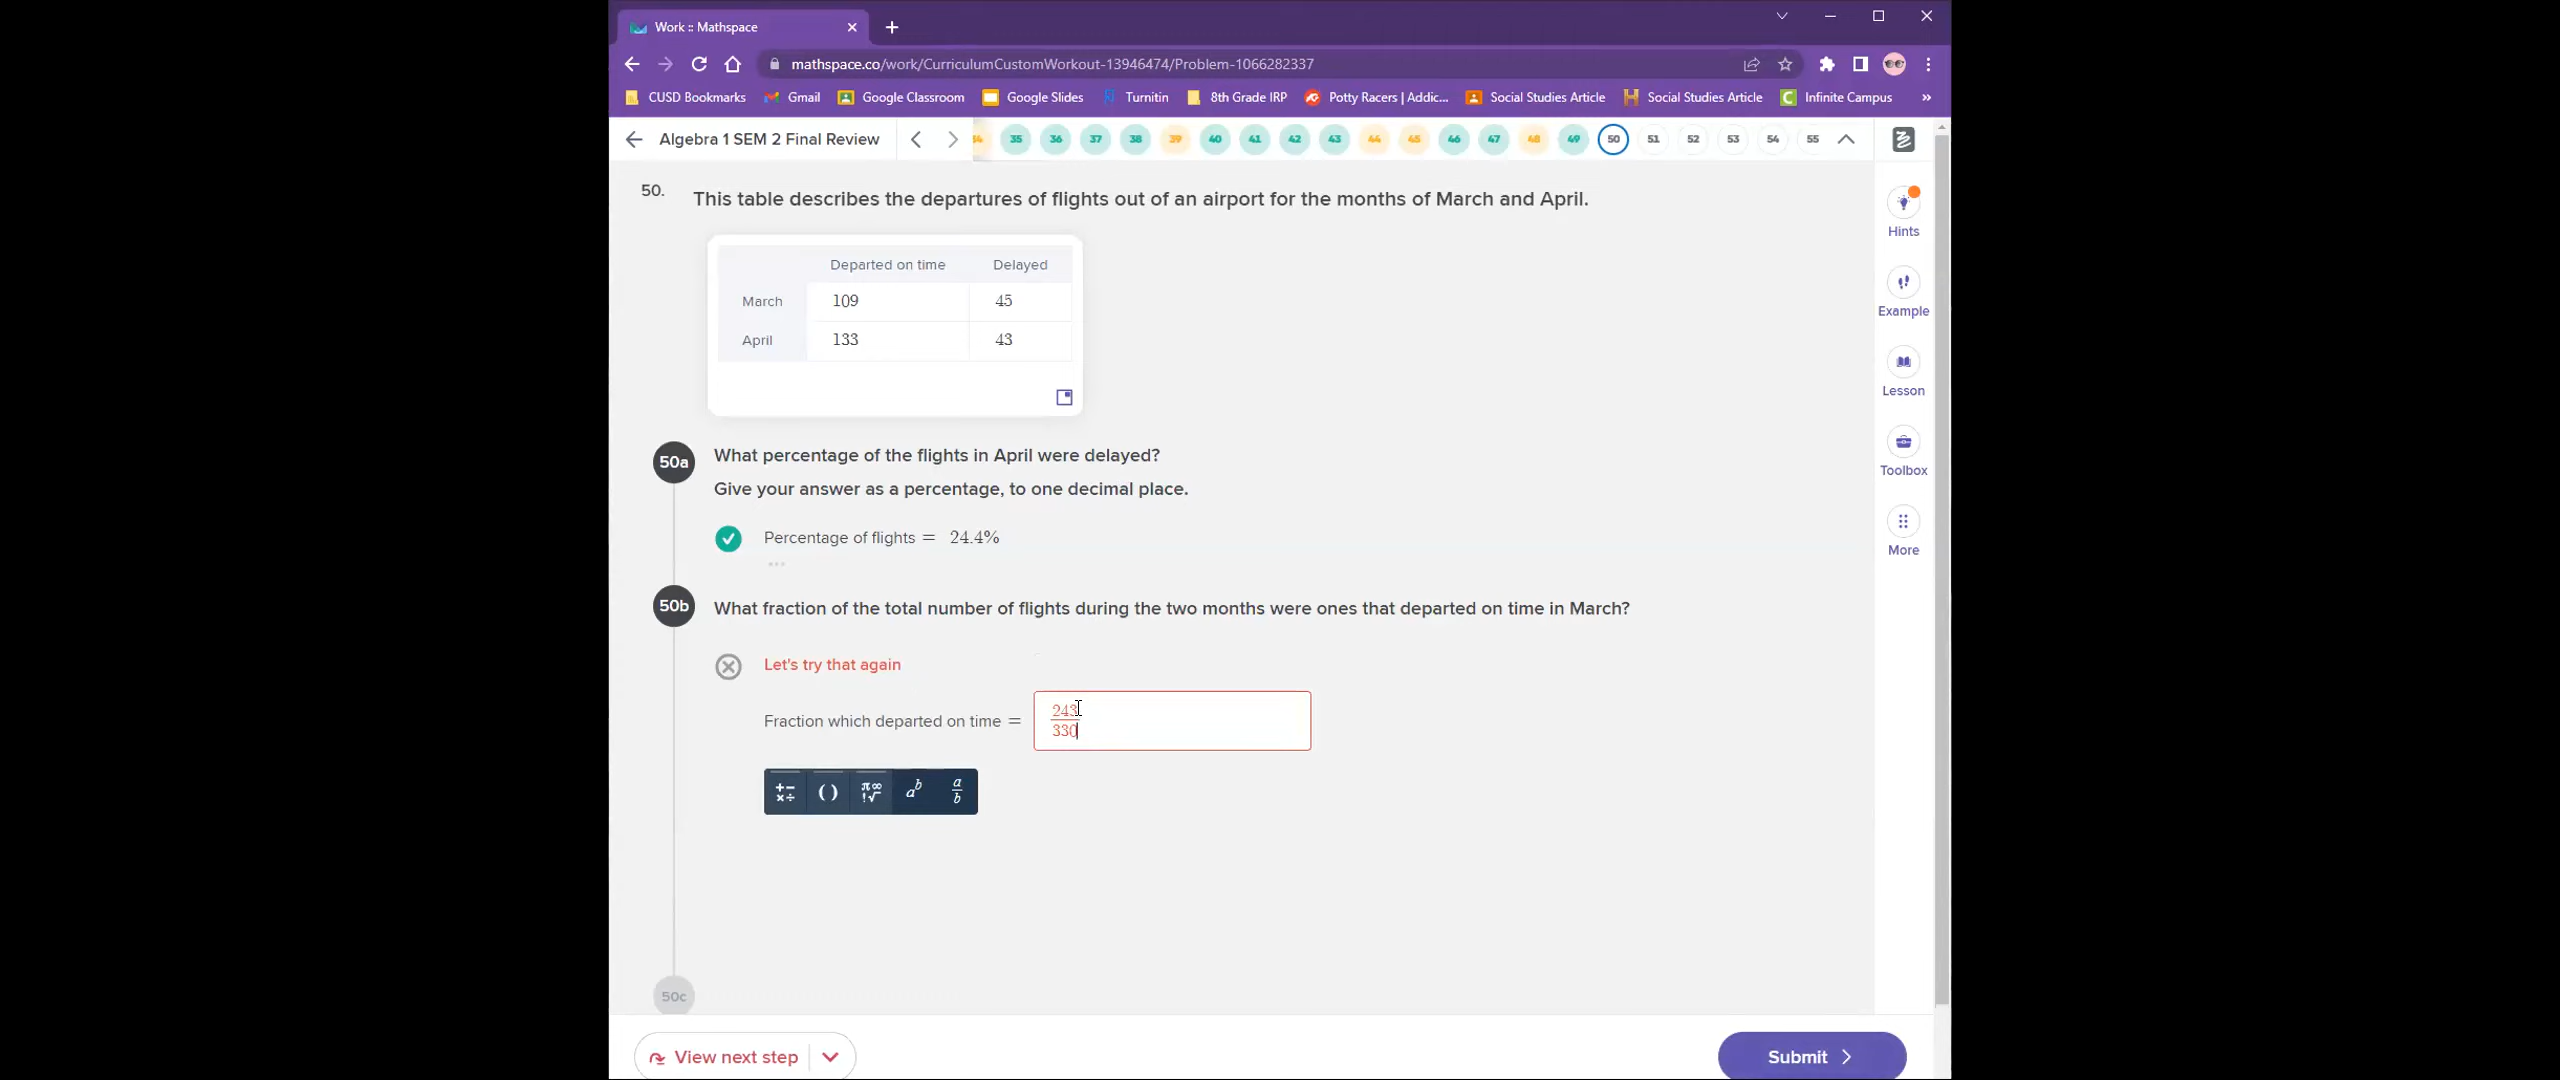 Work :: Mathspace
mathspace.co/work/CurriculumCustomWorkout-13946474/Problem-1066282337
CUSD Bookmarks Gmail Google Classroom Google Slides Turnitin 8th Grade IRP Potty Racers | Addic... Social Studies Article Social Studies Article Infinite Campus »
Algebra 1 SEM 2 Final Review 34 35 36 37 38 39 40 41 42 43 44 45 46 47 48 49 50 51 52 53 54 55
50. This table describes the departures of flights out of an airport for the months of March and April.
Hints
Departed on time Delayed
March 109 45
April 133 43
Example
Lesson
50a What percentage of the flights in April were delayed?
Toolbox
Give your answer as a percentage, to one decimal place.
Percentage of flights = 24.4%
More
50b What fraction of the total number of flights during the two months were ones that departed on time in March?
Let's try that again
Fraction which departed on time = 243/330
+− ×÷ ( ) π∞ !√ a^b a/b
50c
View next step
Submit